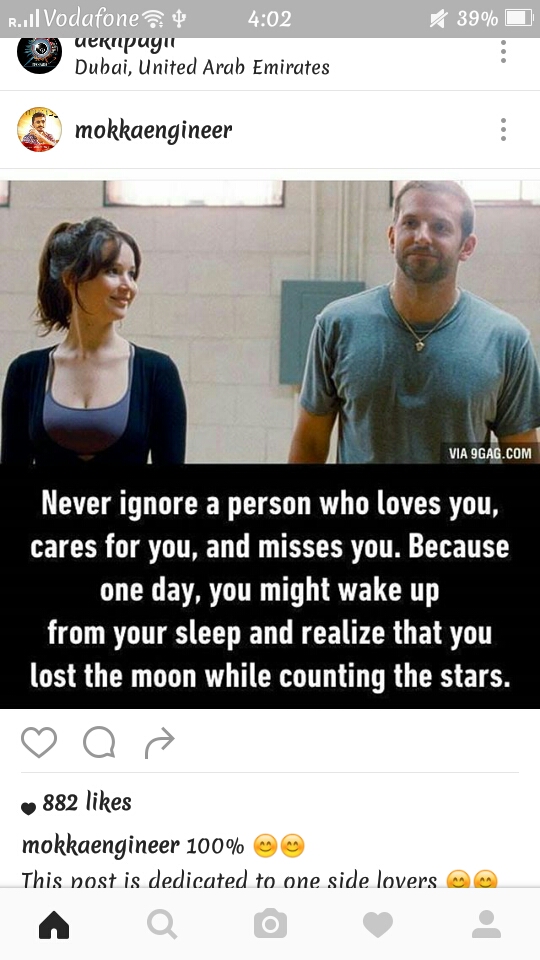 Vodafone 4:02 39%
dekhpagli
Dubai, United Arab Emirates
mokkaengineer
VIA 9GAG.COM
Never ignore a person who loves you,
cares for you, and misses you. Because
one day, you might wake up
from your sleep and realize that you
lost the moon while counting the stars.
882 likes
mokkaengineer 100% 😊😊
This post is dedicated to one side lovers 😊😊